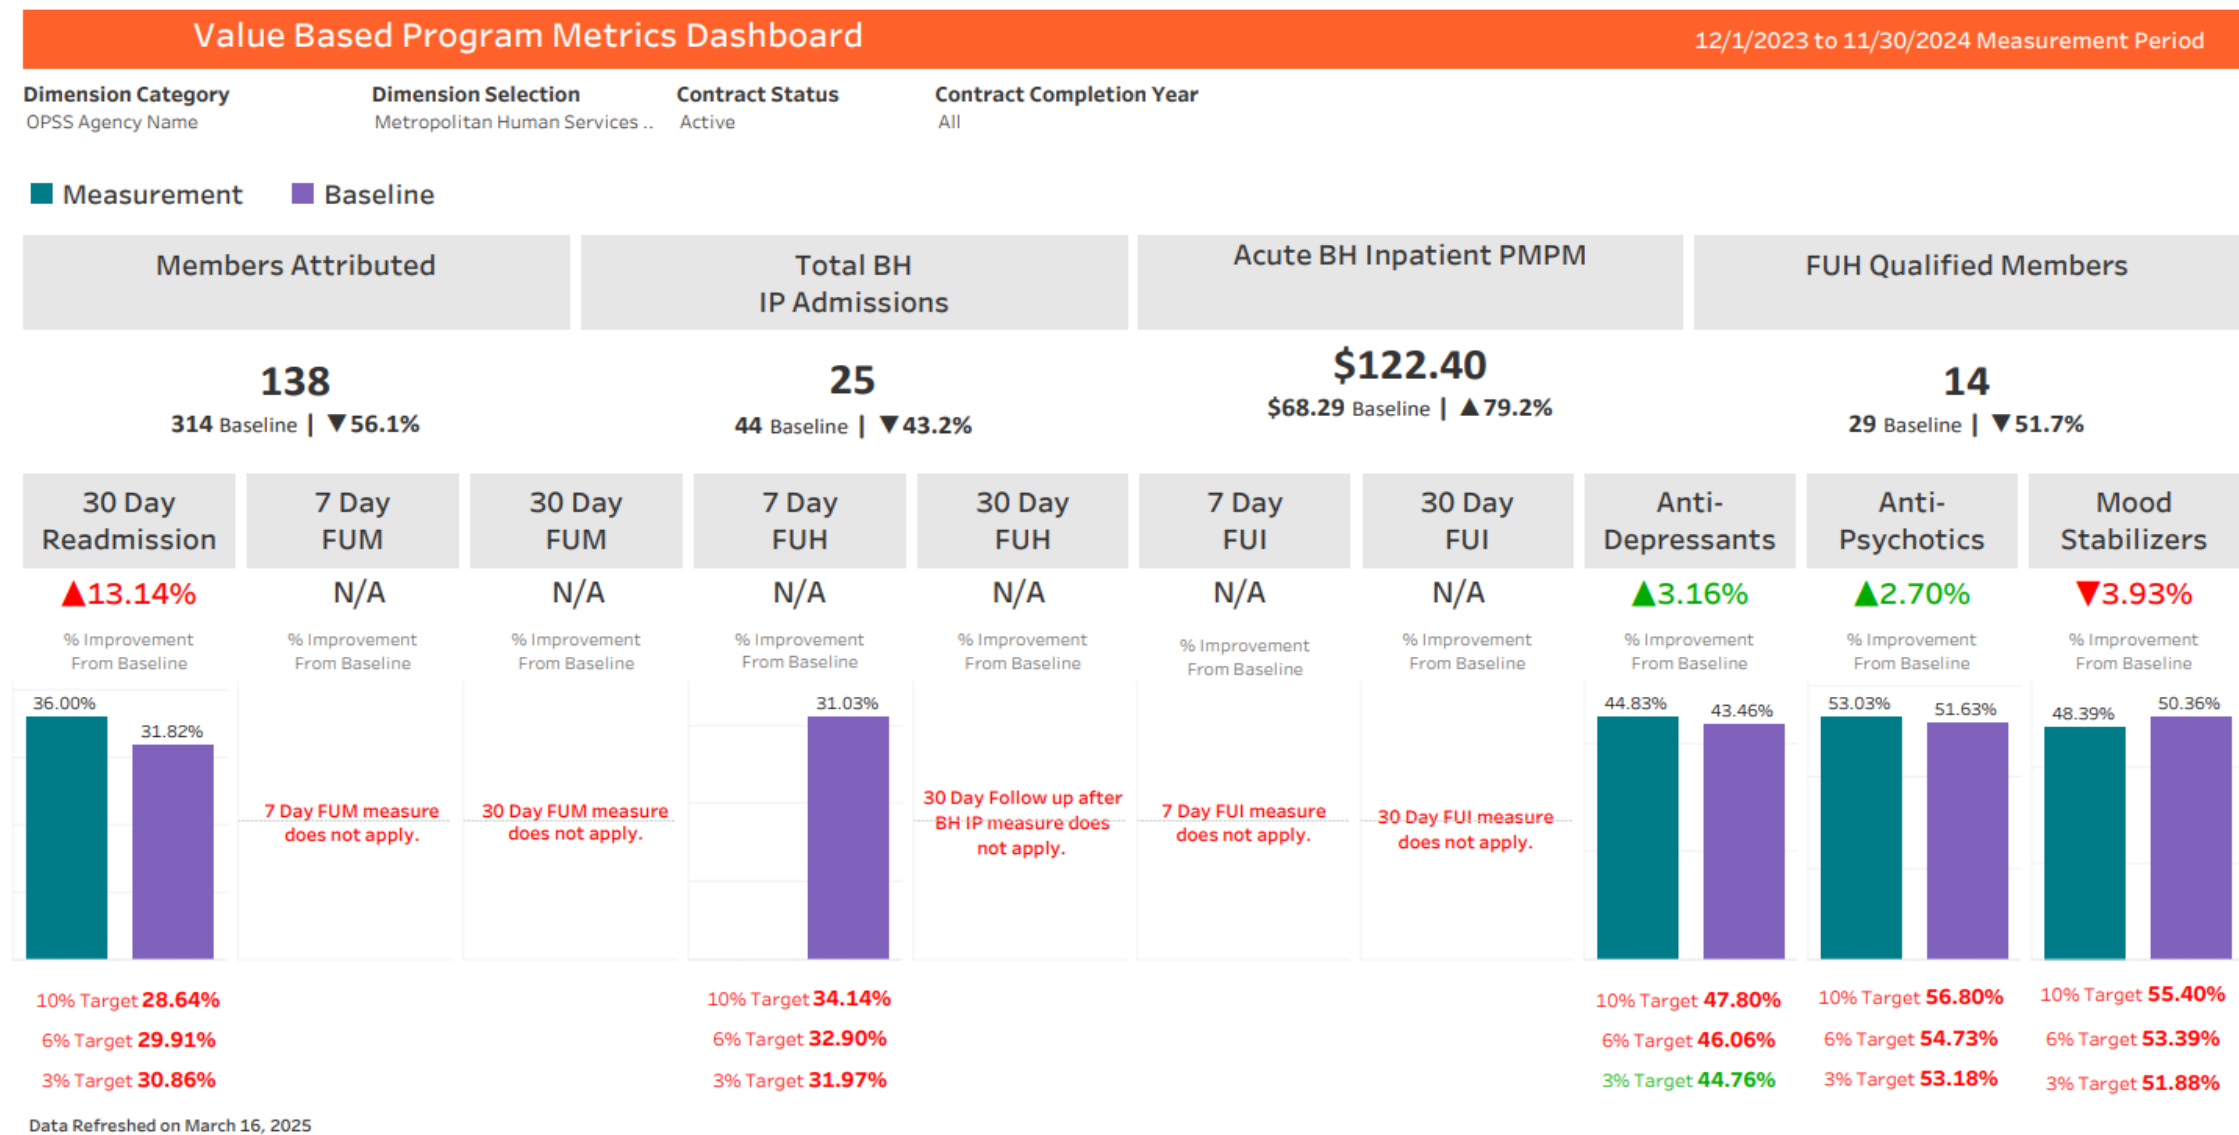 Value Based Program Metrics Dashboard
12/1/2023 to 11/30/2024 Measurement Period
Dimension Category
OPSS Agency Name
Dimension Selection
Metropolitan Human Services ..
Contract Status
Active
Contract Completion Year
All
Measurement
Baseline
Members Attributed
138
314 Baseline | ▼56.1%
Total BH
IP Admissions
25
44 Baseline | ▼43.2%
Acute BH Inpatient PMPM
$122.40
$68.29 Baseline | ▲79.2%
FUH Qualified Members
14
29 Baseline | ▼51.7%
30 Day
Readmission
▲13.14%
% Improvement
From Baseline
36.00%
31.82%
10% Target 28.64%
6% Target 29.91%
3% Target 30.86%
7 Day
FUM
N/A
% Improvement
From Baseline
7 Day FUM measure
does not apply.
30 Day
FUM
N/A
% Improvement
From Baseline
30 Day FUM measure
does not apply.
7 Day
FUH
N/A
% Improvement
From Baseline
31.03%
10% Target 34.14%
6% Target 32.90%
3% Target 31.97%
30 Day
FUH
N/A
% Improvement
From Baseline
30 Day Follow up after
BH IP measure does
not apply.
7 Day
FUI
N/A
% Improvement
From Baseline
7 Day FUI measure
does not apply.
30 Day
FUI
N/A
% Improvement
From Baseline
30 Day FUI measure
does not apply.
Anti-
Depressants
▲3.16%
% Improvement
From Baseline
44.83%
43.46%
10% Target 47.80%
6% Target 46.06%
3% Target 44.76%
Anti-
Psychotics
▲2.70%
% Improvement
From Baseline
53.03%
51.63%
10% Target 56.80%
6% Target 54.73%
3% Target 53.18%
Mood
Stabilizers
▼3.93%
% Improvement
From Baseline
48.39%
50.36%
10% Target 55.40%
6% Target 53.39%
3% Target 51.88%
Data Refreshed on March 16, 2025